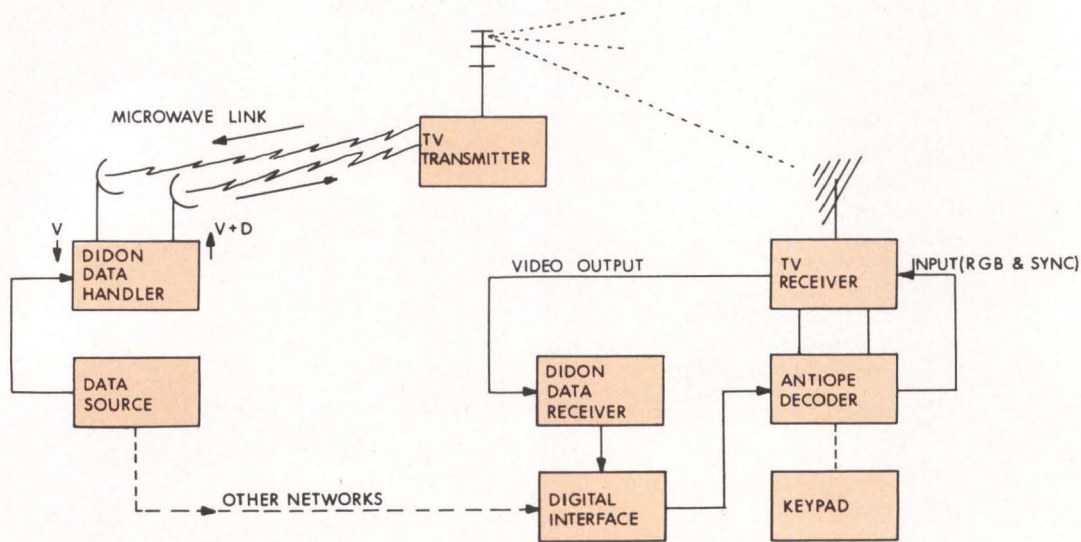 MICROWAVE LINK
TV
TRANSMITTER
V
V+D
DIDON
DATA
HANDLER
VIDEO OUTPUT
TV
RECEIVER
INPUT(RGB & SYNC)
DATA
SOURCE
DIDON
DATA
RECEIVER
ANTIOPE
DECODER
OTHER NETWORKS
DIGITAL
INTERFACE
KEYPAD